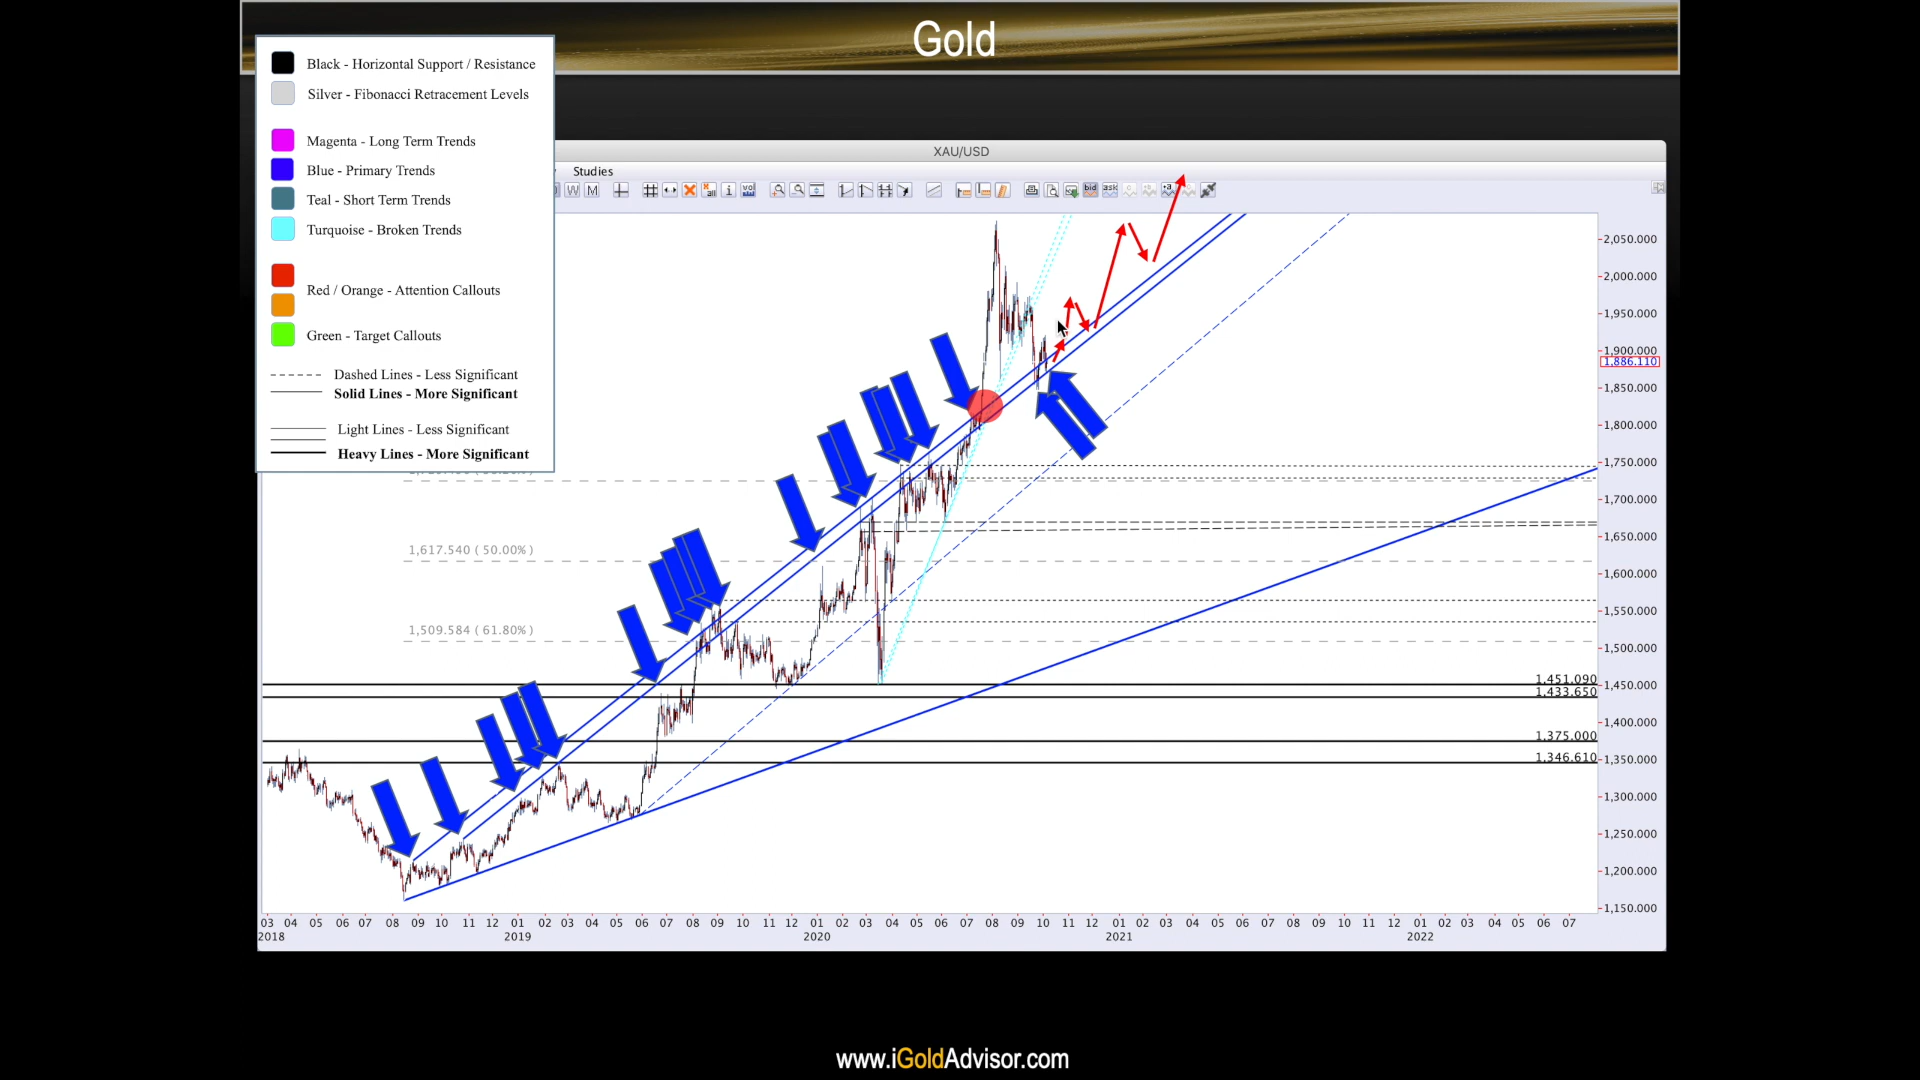 Gold
Black - Horizontal Support / Resistance
Silver - Fibonacci Retracement Levels
Magenta - Long Term Trends
Blue - Primary Trends
Teal - Short Term Trends
Turquoise - Broken Trends
Red / Orange - Attention Callouts
Green - Target Callouts
Dashed Lines - Less Significant
Solid Lines - More Significant
Light Lines - Less Significant
Heavy Lines - More Significant
XAU/USD
Studies
W M
bid ask
2,050.000
2,000.000
1,950.000
1,900.000
1,886.110
1,850.000
1,800.000
1,750.000
1,700.000
1,650.000
1,617.540 ( 50.00% )
1,600.000
1,550.000
1,509.584 ( 61.80% )
1,500.000
1,451.090
1,450.000
1,433.650
1,400.000
1,375.000
1,346.610
1,350.000
1,300.000
1,250.000
1,200.000
1,150.000
03 04 05 06 07 08 09 10 11 12 01 02 03 04 05 06 07 08 09 10 11 12 01 02 03 04 05 06 07 08 09 10 11 12 01 02 03 04 05 06 07 08 09 10 11 12 01 02 03 04 05 06 07
2018 2019 2020 2021 2022
www.iGoldAdvisor.com